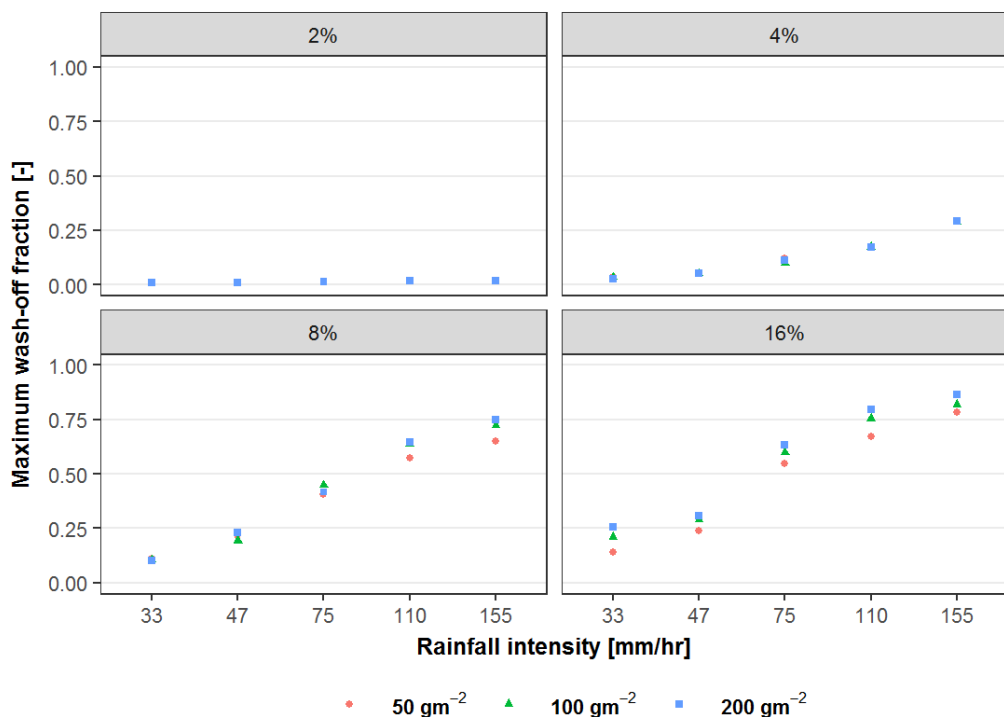 2%
4%
1.00
0.75
0.50
0.25
0.00
8%
16%
1.00
0.75
0.50
0.25
0.00
33 47 75 110 155
33 47 75 110 155
Maximum wash-off fraction [-]
Rainfall intensity [mm/hr]
50 gm⁻² 100 gm⁻² 200 gm⁻²